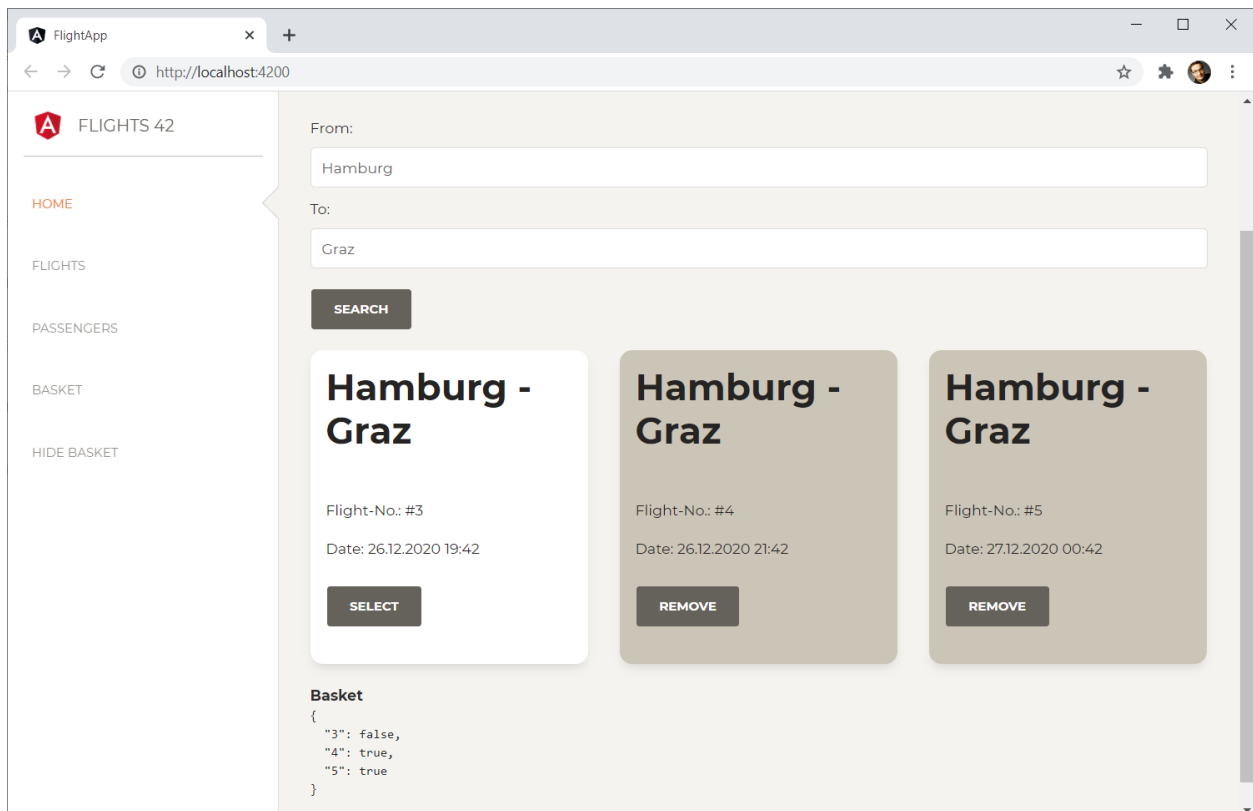 FlightApp
http://localhost:4200
FLIGHTS 42
HOME
FLIGHTS
PASSENGERS
BASKET
HIDE BASKET
From:
Hamburg
To:
Graz
SEARCH
Hamburg -
Graz
Flight-No.: #3
Date: 26.12.2020 19:42
SELECT
Hamburg -
Graz
Flight-No.: #4
Date: 26.12.2020 21:42
REMOVE
Hamburg -
Graz
Flight-No.: #5
Date: 27.12.2020 00:42
REMOVE
Basket
{
"3": false,
"4": true,
"5": true
}